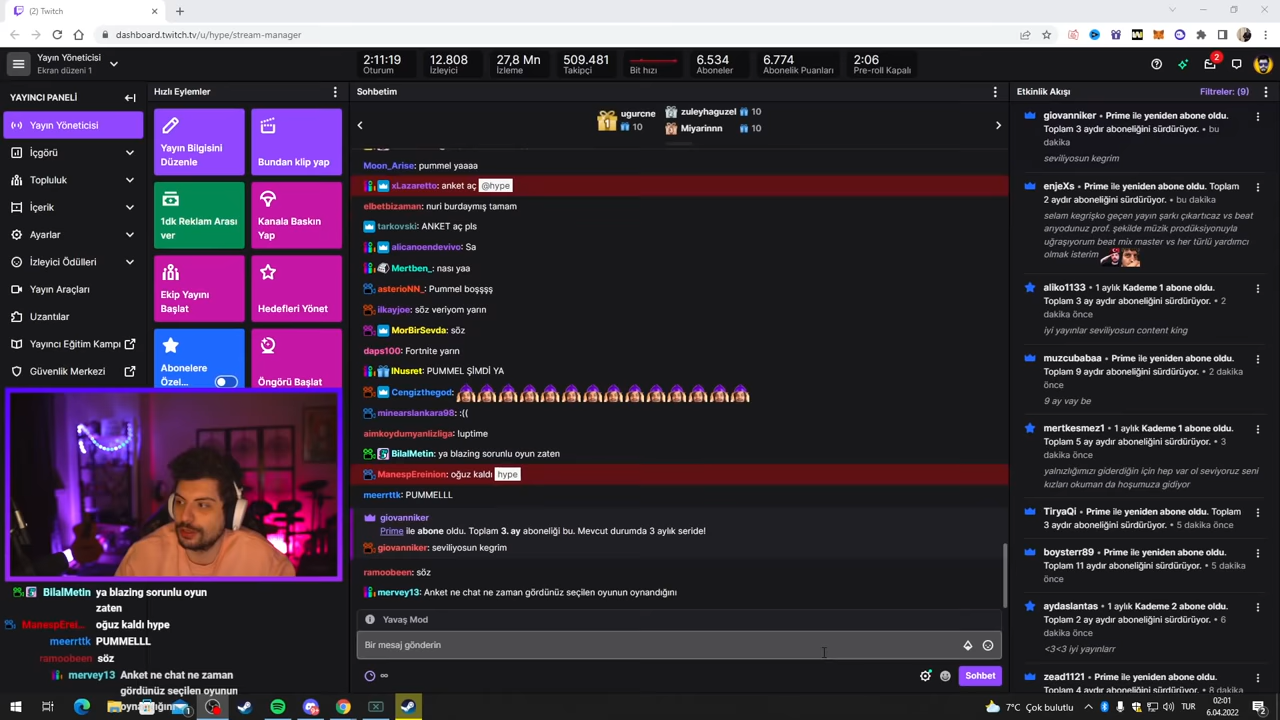 (2) Twitch
dashboard.twitch.tv/u/hype/stream-manager
Yayın Yöneticisi
Ekran düzeni 1
2:11:19
Oturum
12.808
İzleyici
27,8 Mn
İzleme
509.481
Takipçi
Bit hızı
6.534
Aboneler
6.774
Abonelik Puanları
2:06
Pre-roll Kapalı
2
YAYINCI PANELİ
Yayın Yöneticisi
İçgörü
Topluluk
İçerik
Ayarlar
İzleyici Ödülleri
Yayın Araçları
Uzantılar
Yayıncı Eğitim Kampı
Güvenlik Merkezi
Hızlı Eylemler
Yayın Bilgisini
Düzenle
Bundan klip yap
1dk Reklam Arası
ver
Kanala Baskın
Yap
Ekip Yayını
Başlat
Hedefleri Yönet
Abonelere
Özel...
Öngörü Başlat
Sohbetim
1
ugurcne
10
zuleyhaguzel 10
Miyarinnn 10
Moon_Arise: pummel yaaaa
xLazaretto: anket aç @hype
elbetbizaman: nuri burdaymış tamam
tarkovski: ANKET aç pls
alicanoendevivo: Sa
Mertben_: nası yaa
asterioNN_: Pummel boşşşş
ilkayjoe: söz veriyom yarın
MorBirSevda: söz
daps100: Fortnite yarın
INusret: PUMMEL ŞİMDİ YA
Cengizthegod:
minearslankara98: :((
aimkoydumyanlizliga: !uptime
BilalMetin: ya blazing sorunlu oyun zaten
ManespEreinion: oğuz kaldı hype
meerrttk: PUMMELLL
giovanniker
Prime ile abone oldu. Toplam 3. ay aboneliği bu. Mevcut durumda 3 aylık seride!
giovanniker: seviliyosun kegrim
ramoobeen: söz
mervey13: Anket ne chat ne zaman gördünüz seçilen oyunun oynandığını
Yavaş Mod
Bir mesaj gönderin
Sohbet
Etkinlik Akışı
Filtreler: (9)
giovanniker • Prime ile yeniden abone oldu.
Toplam 3 aydır aboneliğini sürdürüyor. • bu
dakika
seviliyosun kegrim
enjeXs • Prime ile yeniden abone oldu. Toplam
2 aydır aboneliğini sürdürüyor. • bu dakika
selam kegrişko geçen yayın şarkı çıkartıcaz vs beat
arıyodunuz prof. şekilde müzik prodüksiyonuyla
uğraşıyorum beat mix master vs her türlü yardımcı
olmak isterim
aliko1133 • 1 aylık Kademe 1 abone oldu.
Toplam 3 ay aydır aboneliğini sürdürüyor. • 2
dakika önce
iyi yayınlar seviliyosun content king
muzcubabaa • Prime ile yeniden abone oldu.
Toplam 9 aydır aboneliğini sürdürüyor. • 2 dakika
önce
9 ay vay be
mertkesmez1 • 1 aylık Kademe 1 abone oldu.
Toplam 5 ay aydır aboneliğini sürdürüyor. • 3
dakika önce
yalnızlığımızı giderdiğin için hep var ol seviyoruz seni
kızları okuman da hoşumuza gidiyor
TiryaQi • Prime ile yeniden abone oldu. Toplam
3 aydır aboneliğini sürdürüyor. • 5 dakika önce
boysterr89 • Prime ile yeniden abone oldu.
Toplam 11 aydır aboneliğini sürdürüyor. • 5 dakika
önce
aydaslantas • 1 aylık Kademe 2 abone oldu.
Toplam 2 ay aydır aboneliğini sürdürüyor. • 6
dakika önce
<3<3 iyi yayınlarr
zead1121 • Prime ile yeniden abone oldu.
Toplam 4 aydır aboneliğini sürdürüyor. • 8 dakika
BilalMetin ya blazing sorunlu oyun
zaten
ManespErei... oğuz kaldı hype
meerrttk PUMMELLL
ramoobeen söz
mervey13 Anket ne chat ne zaman
gördünüz seçilen oyunun
oynandığını
7°C Çok bulutlu
TUR
02:01
6.04.2022
2